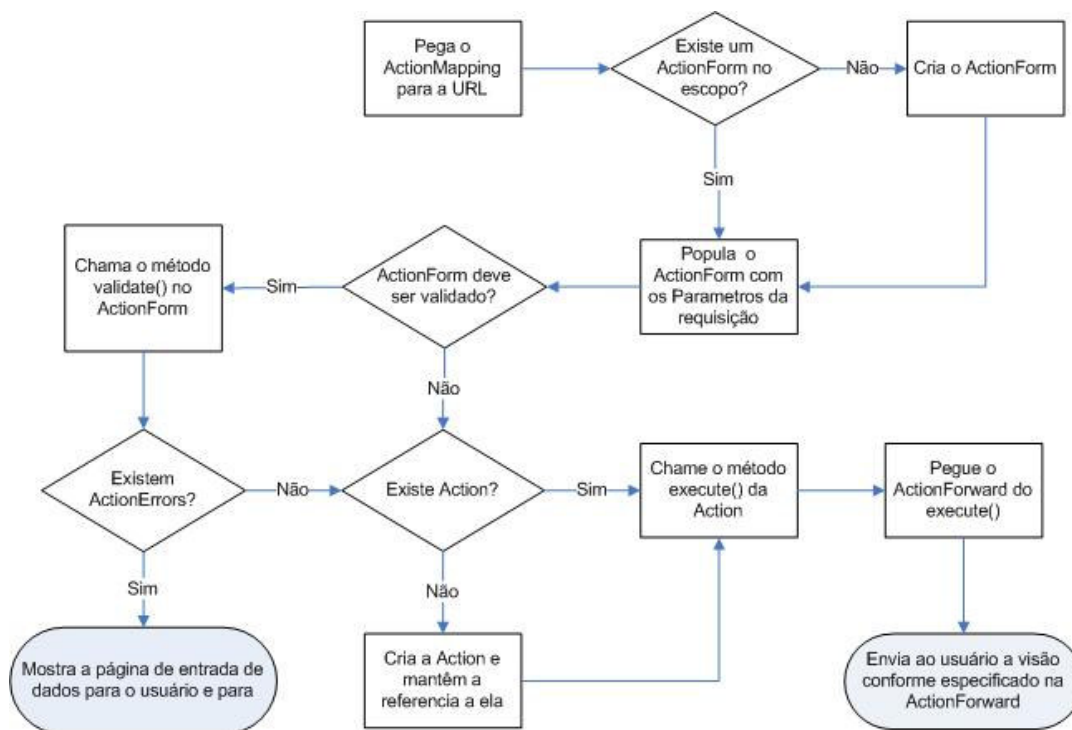 Pega o
ActionMapping
para a URL
Existe um
ActionForm no
escopo?
Não
Cria o ActionForm
Sim
Chama o método
validate() no
ActionForm
Sim
ActionForm deve
ser validado?
Popula o
ActionForm com
os Parametros da
requisição
Não
Existem
ActionErrors?
Não
Existe Action?
Sim
Chame o método
execute() da
Action
Pegue o
ActionForward do
execute()
Sim
Não
Mostra a página de entrada de
dados para o usuário e para
Cria a Action e
mantêm a
referencia a ela
Envia ao usuário a visão
conforme especificado na
ActionForward